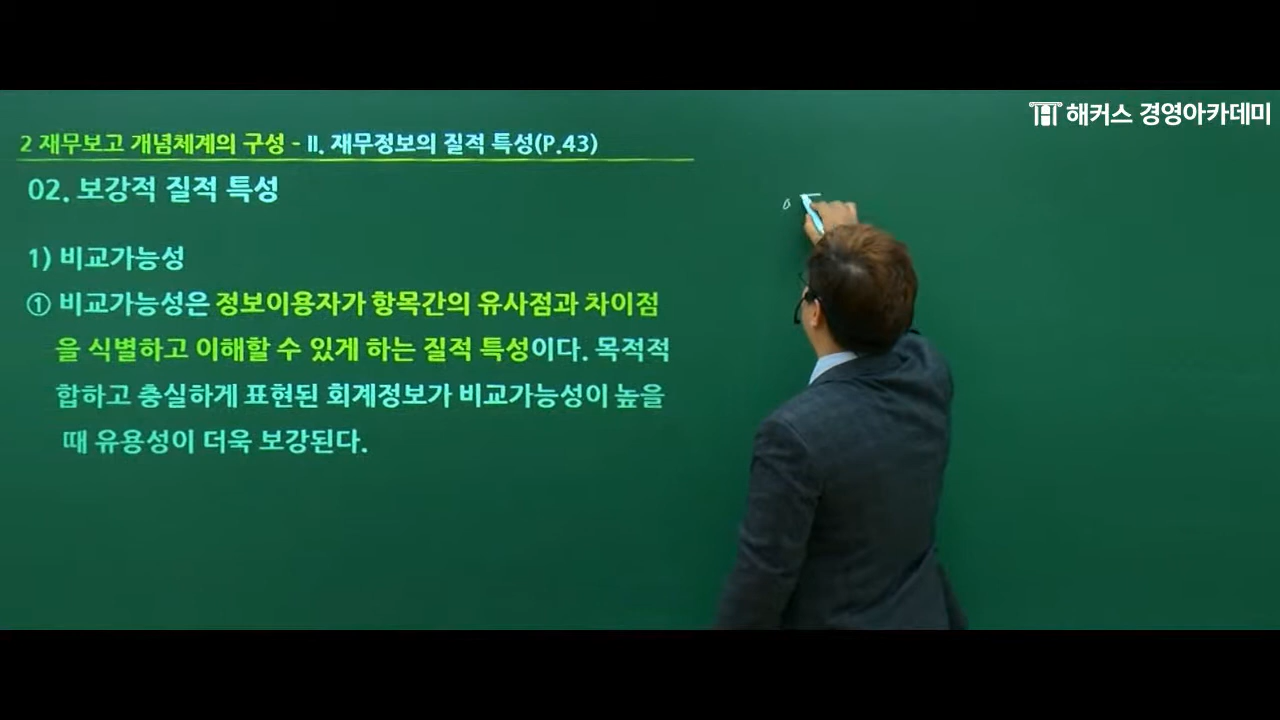 해커스 경영아카데미
2 재무보고 개념체계의 구성 - II. 재무정보의 질적 특성(P.43)
02. 보강적 질적 특성
1) 비교가능성
① 비교가능성은 정보이용자가 항목간의 유사점과 차이점
을 식별하고 이해할 수 있게 하는 질적 특성이다. 목적적
합하고 충실하게 표현된 회계정보가 비교가능성이 높을
때 유용성이 더욱 보강된다.